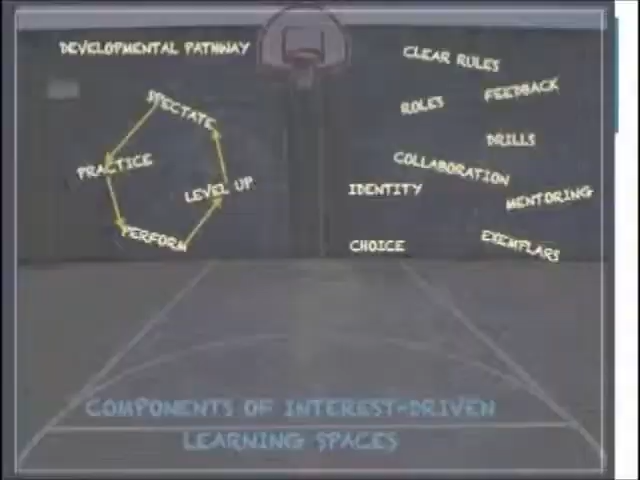 DEVELOPMENTAL PATHWAY
SPECTATE
PRACTICE
LEVEL UP
PERFORM
CLEAR RULES
ROLES
FEEDBACK
DRILLS
COLLABORATION
IDENTITY
MENTORING
CHOICE
EXEMPLARS
COMPONENTS OF INTEREST-DRIVEN
LEARNING SPACES